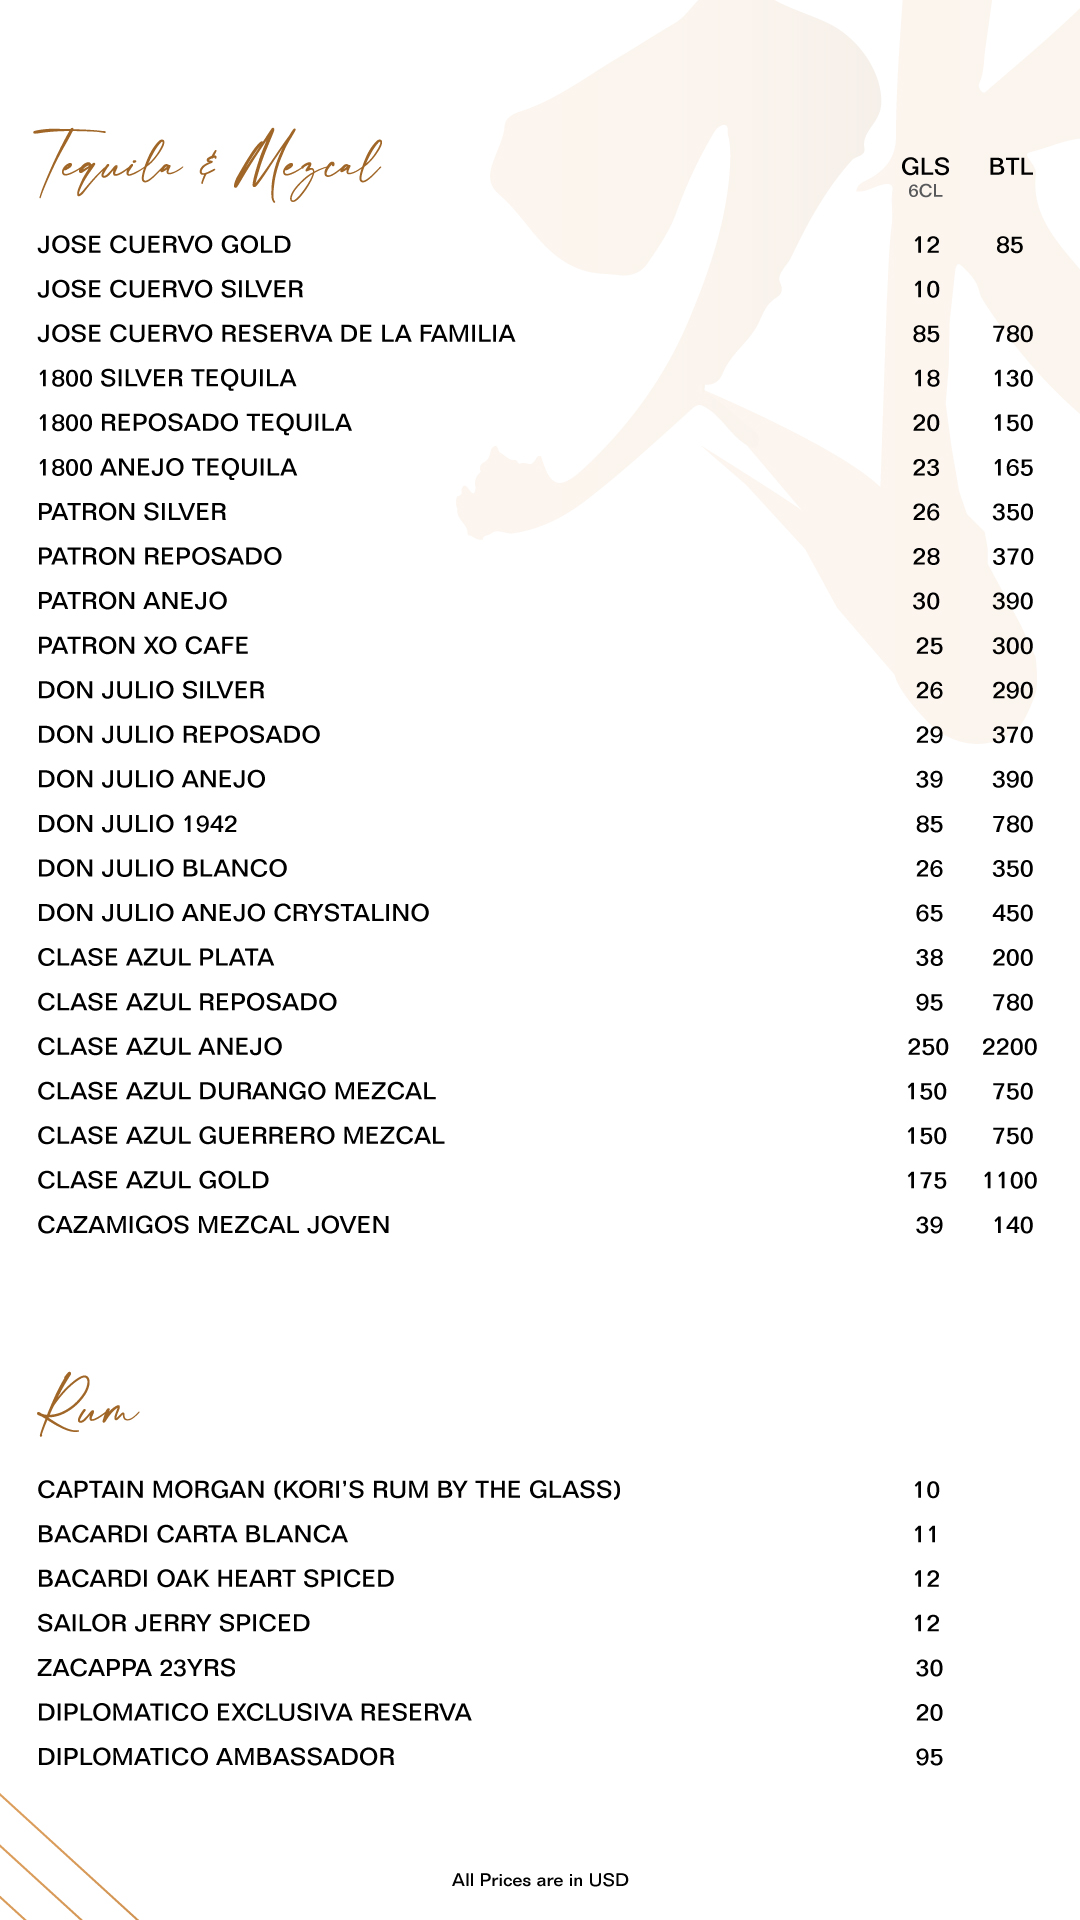 Tequila & Mezcal GLS BTL
6CL
JOSE CUERVO GOLD 12 85
JOSE CUERVO SILVER 10
JOSE CUERVO RESERVA DE LA FAMILIA 85 780
1800 SILVER TEQUILA 18 130
1800 REPOSADO TEQUILA 20 150
1800 ANEJO TEQUILA 23 165
PATRON SILVER 26 350
PATRON REPOSADO 28 370
PATRON ANEJO 30 390
PATRON XO CAFE 25 300
DON JULIO SILVER 26 290
DON JULIO REPOSADO 29 370
DON JULIO ANEJO 39 390
DON JULIO 1942 85 780
DON JULIO BLANCO 26 350
DON JULIO ANEJO CRYSTALINO 65 450
CLASE AZUL PLATA 38 200
CLASE AZUL REPOSADO 95 780
CLASE AZUL ANEJO 250 2200
CLASE AZUL DURANGO MEZCAL 150 750
CLASE AZUL GUERRERO MEZCAL 150 750
CLASE AZUL GOLD 175 1100
CAZAMIGOS MEZCAL JOVEN 39 140
Rum
CAPTAIN MORGAN (KORI’S RUM BY THE GLASS) 10
BACARDI CARTA BLANCA 11
BACARDI OAK HEART SPICED 12
SAILOR JERRY SPICED 12
ZACAPPA 23YRS 30
DIPLOMATICO EXCLUSIVA RESERVA 20
DIPLOMATICO AMBASSADOR 95
All Prices are in USD